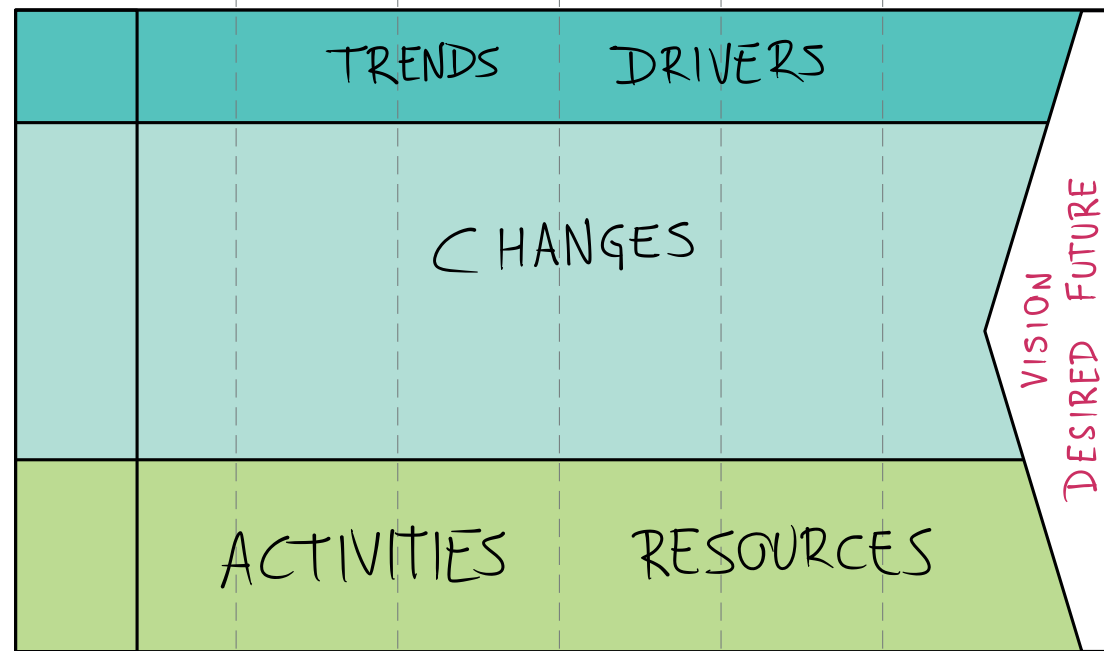 TRENDS DRIVERS
CHANGES
ACTIVITIES RESOURCES
VISION
DESIRED FUTURE